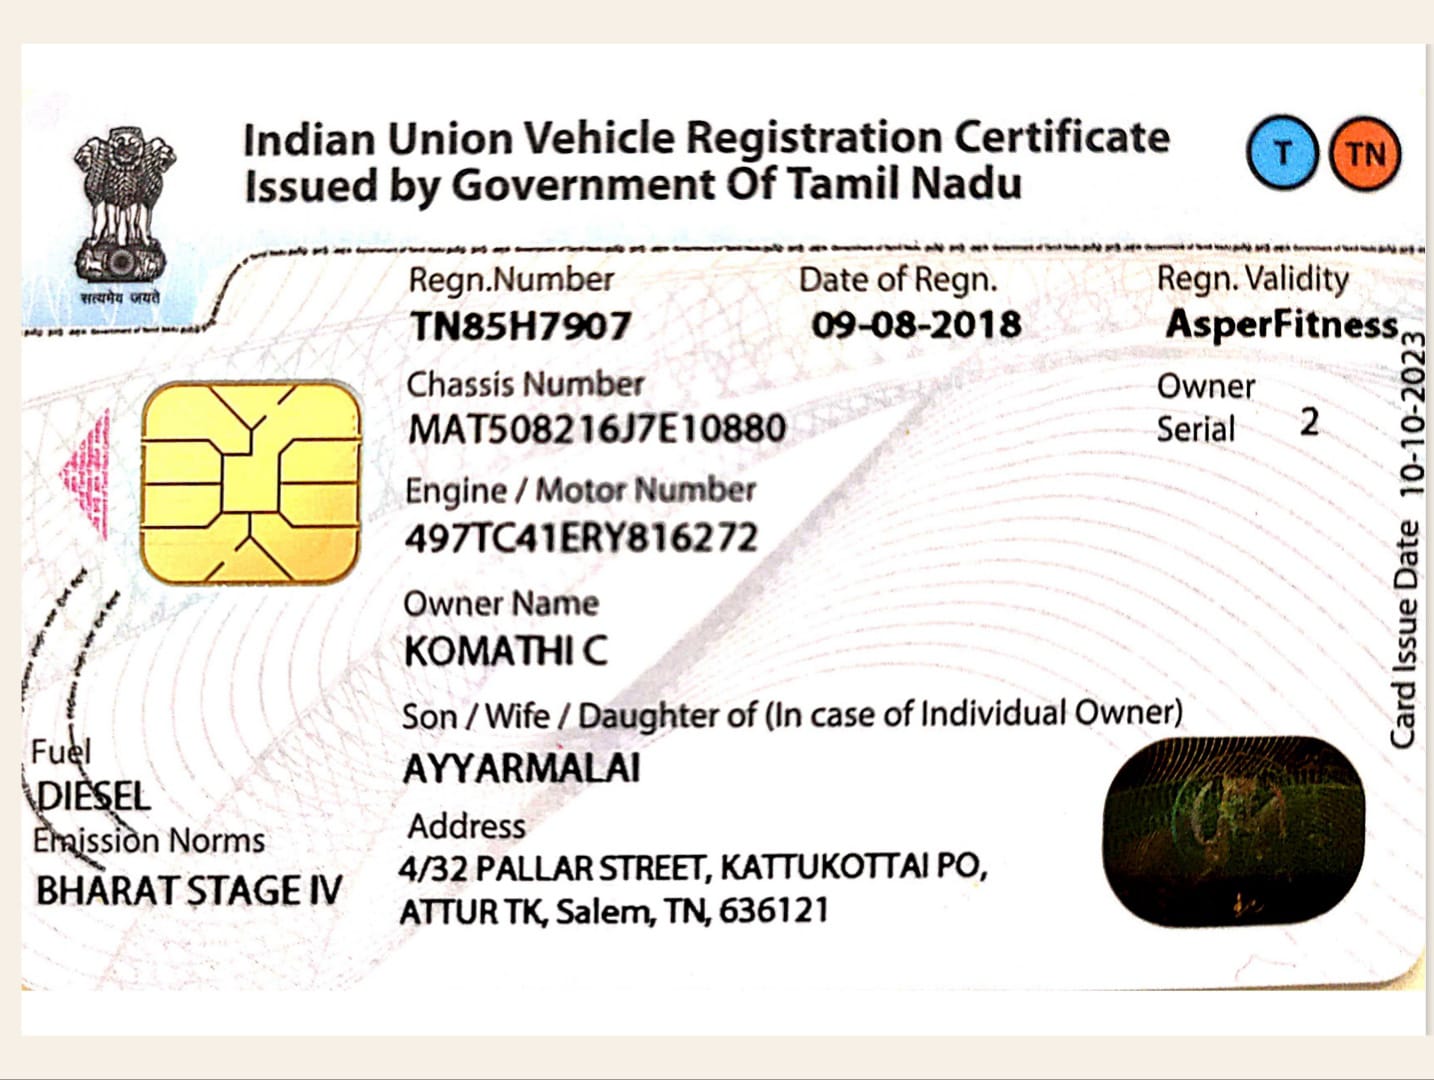 Indian Union Vehicle Registration Certificate
Issued by Government Of Tamil Nadu
T TN
सत्यमेव जयते
Regn.Number Date of Regn. Regn. Validity
TN85H7907 09-08-2018 AsperFitness
Chassis Number
MAT508216J7E10880
Owner
Serial 2
Engine / Motor Number
497TC41ERY816272
Owner Name
KOMATHI C
Son / Wife / Daughter of (In case of Individual Owner)
AYYARMALAI
Address
4/32 PALLAR STREET, KATTUKOTTAI PO,
ATTUR TK, Salem, TN, 636121
Fuel
DIESEL
Emission Norms
BHARAT STAGE IV
Card Issue Date 10-10-2023